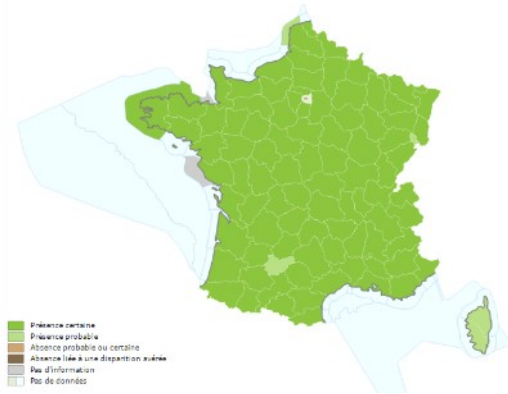 Présence certaine
Présence probable
Absence probable ou certaine
Absence liée à une disparition avérée
Pas d'information
Pas de données